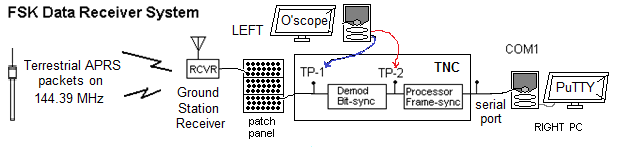 FSK Data Receiver System
LEFT
O'scope
COM1
TNC
TP-1
TP-2
Terrestrial APRS
packets on
144.39 MHz
RCVR
Ground
Station
Receiver
patch
panel
Demod
Bit-sync
Processor
Frame-sync
serial
port
PuTTY
RIGHT PC